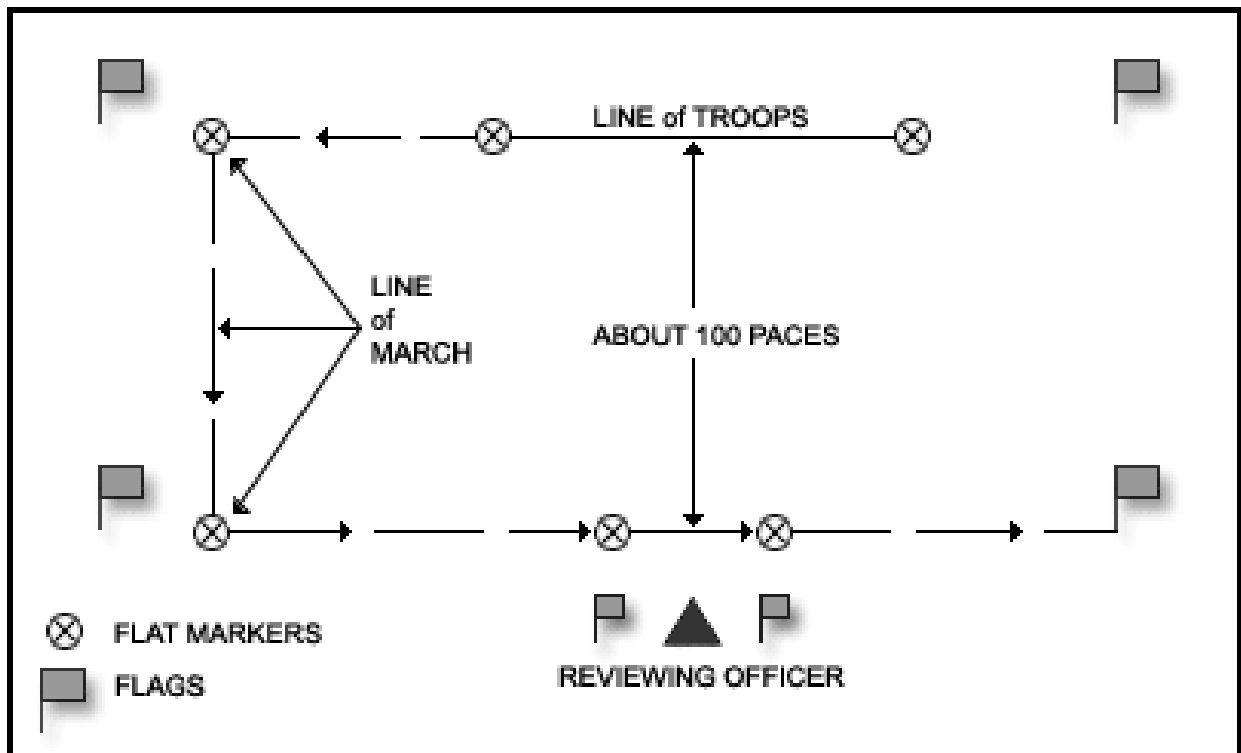 LINE of TROOPS
LINE
of
MARCH
ABOUT 100 PACES
FLAT MARKERS
FLAGS
REVIEWING OFFICER